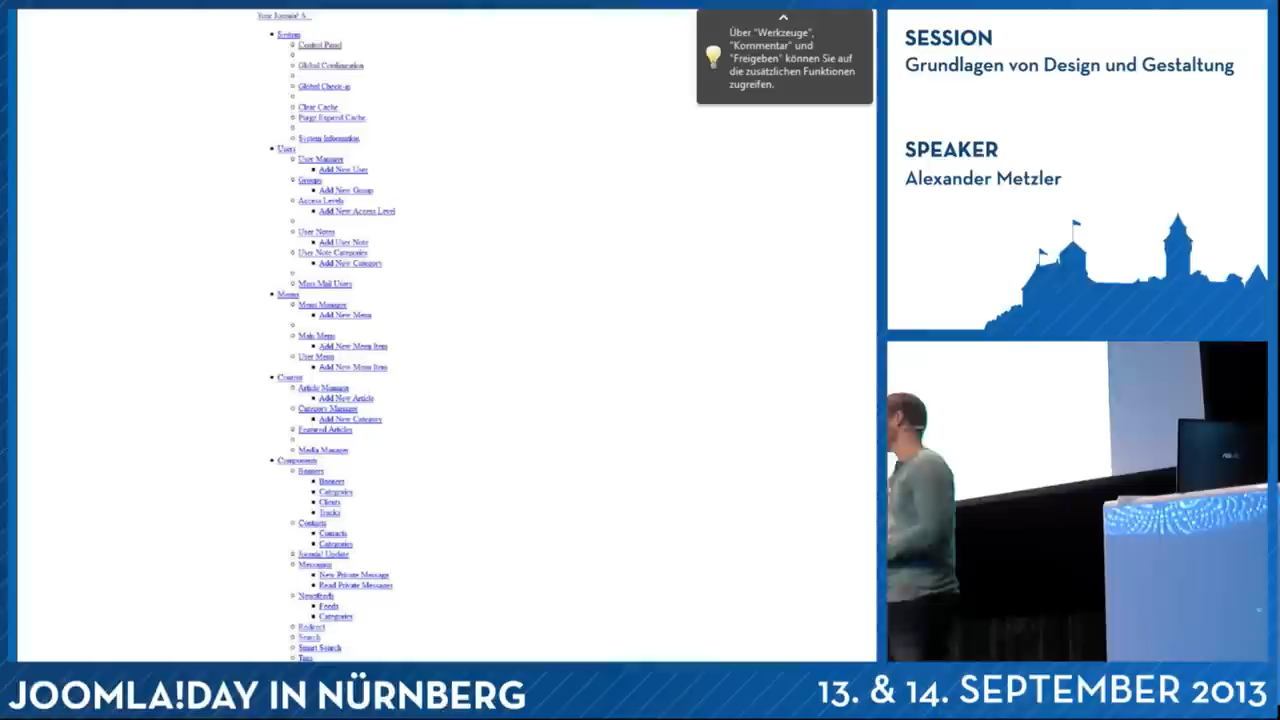 Your Joomla! A...
System
Control Panel
Global Configuration
Global Check-in
Clear Cache
Purge Expired Cache
System Information
Users
User Manager
Add New User
Groups
Add New Group
Access Levels
Add New Access Level
User Notes
Add User Note
User Note Categories
Add New Category
Mass Mail Users
Menus
Menu Manager
Add New Menu
Main Menu
Add New Menu Item
User Menu
Add New Menu Item
Content
Article Manager
Add New Article
Category Manager
Add New Category
Featured Articles
Media Manager
Components
Banners
Banners
Categories
Clients
Tracks
Contacts
Contacts
Categories
Joomla! Update
Messaging
New Private Message
Read Private Messages
Newsfeeds
Feeds
Categories
Redirect
Search
Smart Search
Tags
Über "Werkzeuge",
"Kommentar" und
"Freigeben" können Sie auf
die zusätzlichen Funktionen
zugreifen.
SESSION
Grundlagen von Design und Gestaltung
SPEAKER
Alexander Metzler
JOOMLA!DAY IN NÜRNBERG
13. & 14. SEPTEMBER 2013